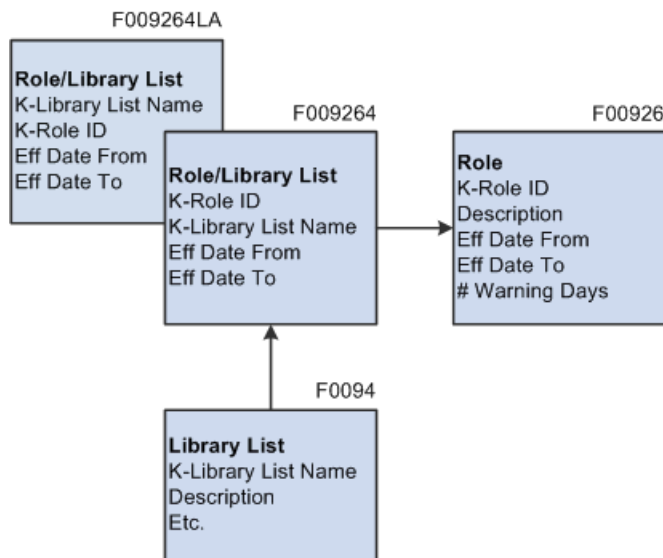 F009264LA
Role/Library List
K-Library List Name
K-Role ID
Eff Date From
Eff Date To
F009264
Role/Library List
K-Role ID
K-Library List Name
Eff Date From
Eff Date To
F00926
Role
K-Role ID
Description
Eff Date From
Eff Date To
# Warning Days
F0094
Library List
K-Library List Name
Description
Etc.